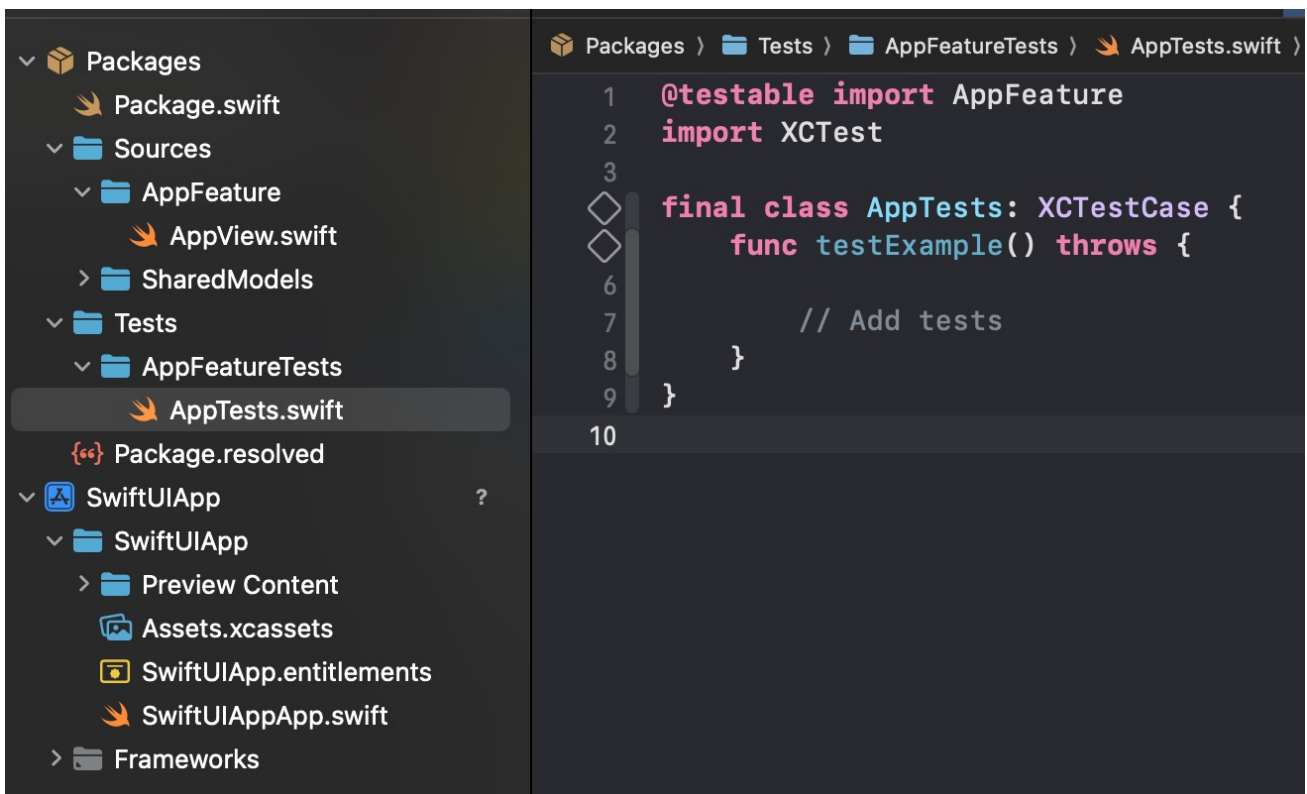 Packages
Package.swift
Sources
AppFeature
AppView.swift
SharedModels
Tests
AppFeatureTests
AppTests.swift
Package.resolved
SwiftUIApp ?
SwiftUIApp
Preview Content
Assets.xcassets
SwiftUIApp.entitlements
SwiftUIAppApp.swift
Frameworks
Packages 〉 Tests 〉 AppFeatureTests 〉 AppTests.swift 〉
1 @testable import AppFeature
2 import XCTest
3
final class AppTests: XCTestCase {
func testExample() throws {
6
7 // Add tests
8 }
9 }
10